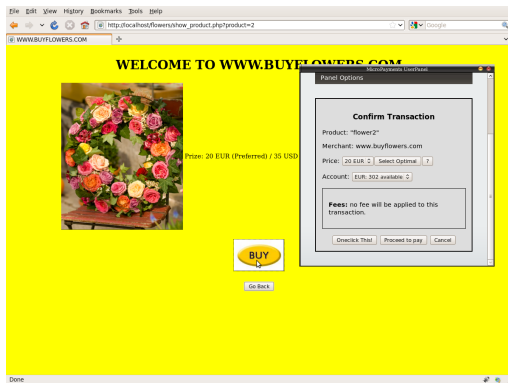 File Edit View History Bookmarks Tools Help
http://localhost/flowers/show_product.php?product=2
Google
WWW.BUYFLOWERS.COM
WELCOME TO WWW.BUYFLOWERS.COM
MicroPayments UserPanel
Panel Options
Confirm Transaction
Product: "flower2"
Merchant: www.buyflowers.com
Prize: 20 EUR (Preferred) / 35 USD
Price: 20 EUR Select Optimal ?
Account: EUR: 302 available
Fees: no fee will be applied to this
transaction.
Oneclick This! Proceed to pay Cancel
BUY
Go Back
Done